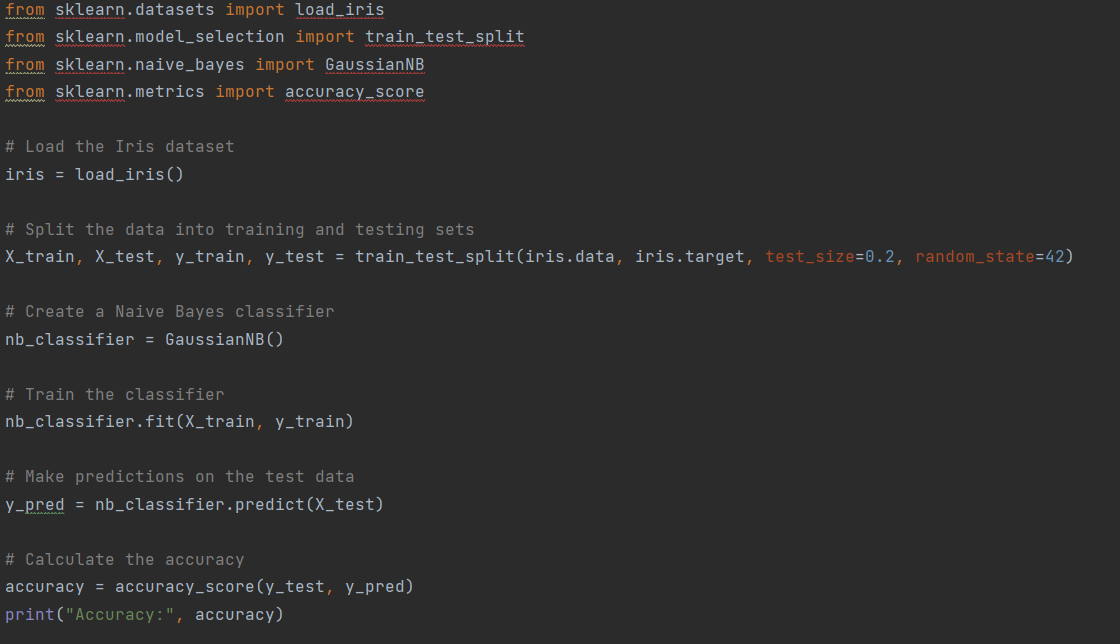 from sklearn.datasets import load_iris
from sklearn.model_selection import train_test_split
from sklearn.naive_bayes import GaussianNB
from sklearn.metrics import accuracy_score
# Load the Iris dataset
iris = load_iris()
# Split the data into training and testing sets
X_train, X_test, y_train, y_test = train_test_split(iris.data, iris.target, test_size=0.2, random_state=42)
# Create a Naive Bayes classifier
nb_classifier = GaussianNB()
# Train the classifier
nb_classifier.fit(X_train, y_train)
# Make predictions on the test data
y_pred = nb_classifier.predict(X_test)
# Calculate the accuracy
accuracy = accuracy_score(y_test, y_pred)
print("Accuracy:", accuracy)